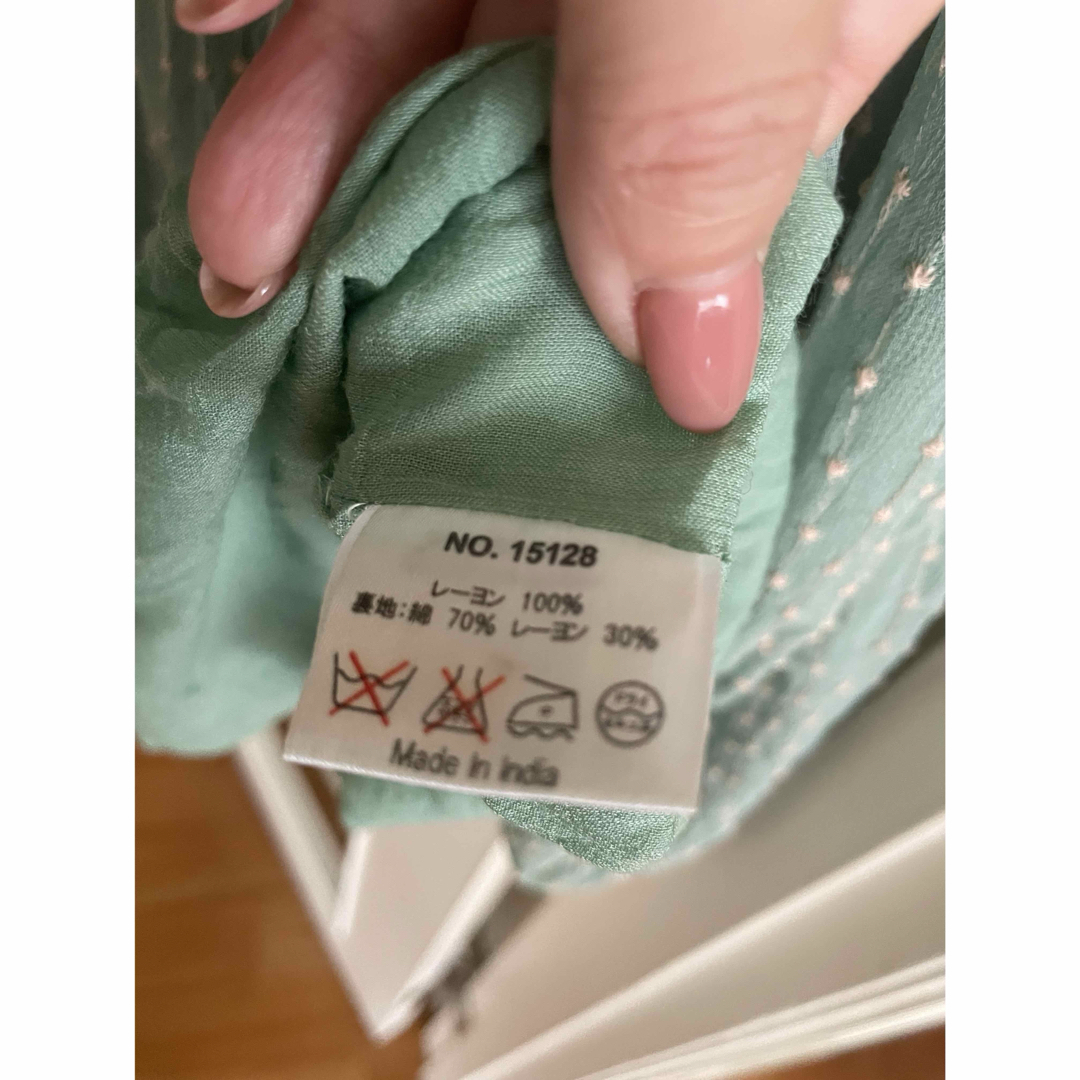 NO. 15128
レーヨン 100%
裏地:綿 70% レーヨン 30%
Made in India